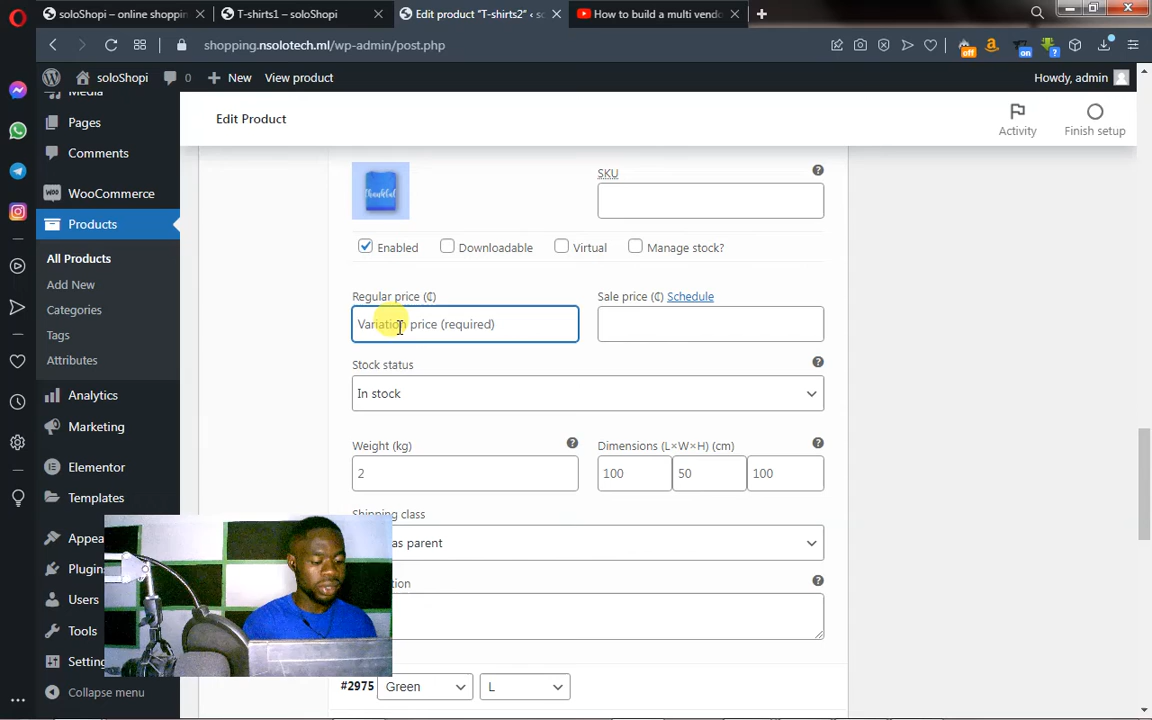 soloShopi – online shoppin
T-shirts1 – soloShopi
Edit product "T-shirts2" ‹ so
How to build a multi vendo
shopping.nsolotech.ml/wp-admin/post.php
off
on
?
soloShopi
0
New
View product
Howdy, admin
Media
Pages
Comments
WooCommerce
Products
All Products
Add New
Categories
Tags
Attributes
Analytics
Marketing
Elementor
Templates
Appea
Plugin
Users
Tools
Setting
Collapse menu
Edit Product
Activity
Finish setup
Thankful
SKU
Enabled
Downloadable
Virtual
Manage stock?
Regular price (₵)
Sale price (₵) Schedule
Variation price (required)
Stock status
In stock
Weight (kg)
Dimensions (L×W×H) (cm)
2
100
50
100
Shipping class
as parent
tion
#2975
Green
L